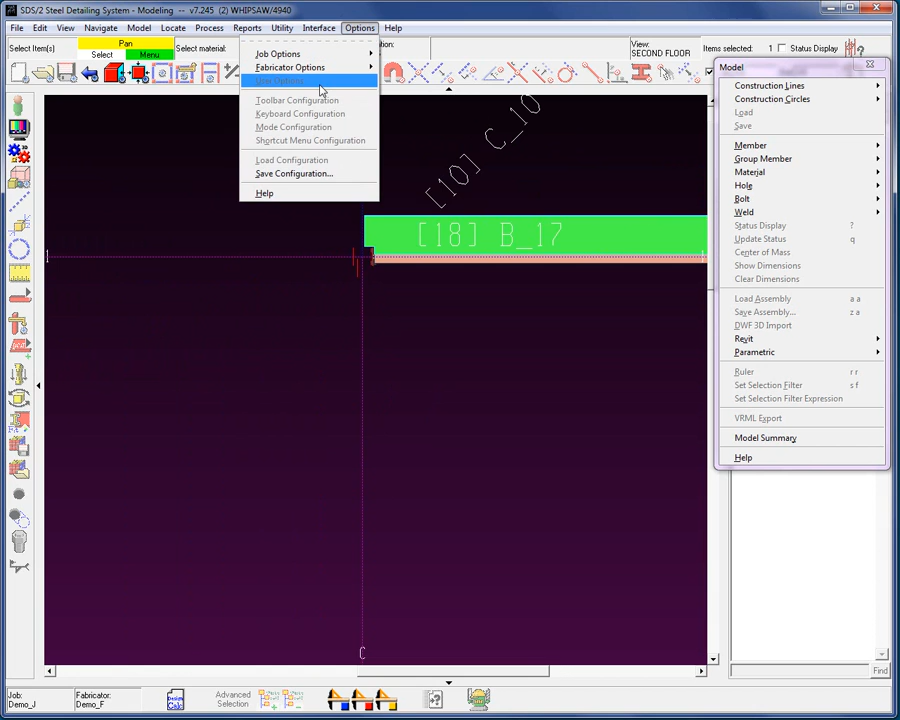 SDS/2 Steel Detailing System - Modeling -- v7.245 (2) WHIPSAW/4940
File Edit View Navigate Utility Model Locate Process Reports Interface Options Help
Select Item(s)
Pan
Select
Menu
Select material:
tion:
View:
SECOND FLOOR
Items selected: 1
Status Display
Job Options
Fabricator Options
User Options
Toolbar Configuration
Keyboard Configuration
Mode Configuration
Shortcut Menu Configuration
Load Configuration
Save Configuration...
Help
[10] C_10
[18] B_17
C
Model
Construction Lines
Construction Circles
Load
Save
Member
Group Member
Material
Hole
Bolt
Weld
Status Display ?
Update Status q
Center of Mass
Show Dimensions
Clear Dimensions
Load Assembly a a
Save Assembly... z a
DWF 3D Import
Revit
Parametric
Ruler r r
Set Selection Filter s f
Set Selection Filter Expression
VRML Export
Model Summary
Help
Find
Job:
Demo_J
Fabricator:
Demo_F
Design
Calc
Advanced
Selection